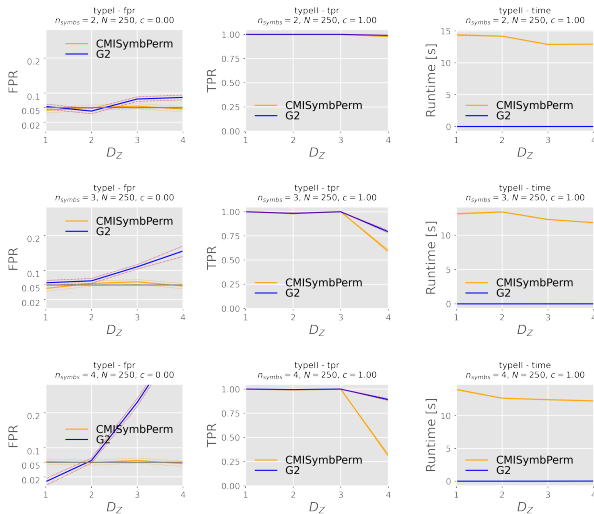 typeI - fpr
n_symbs = 2, N = 250, c = 0.00
FPR
0.2
0.1
0.05
0.02
CMISymbPerm
G2
1 2 3 4
D_Z
typeII - tpr
n_symbs = 2, N = 250, c = 1.00
TPR
1.00
0.75
0.50
0.25
0.00
CMISymbPerm
G2
1 2 3 4
D_Z
typeII - time
n_symbs = 2, N = 250, c = 1.00
Runtime [s]
15
10
5
0
CMISymbPerm
G2
1 2 3 4
D_Z
typeI - fpr
n_symbs = 3, N = 250, c = 0.00
FPR
0.2
0.1
0.05
0.02
CMISymbPerm
G2
1 2 3 4
D_Z
typeII - tpr
n_symbs = 3, N = 250, c = 1.00
TPR
1.00
0.75
0.50
0.25
0.00
CMISymbPerm
G2
1 2 3 4
D_Z
typeII - time
n_symbs = 3, N = 250, c = 1.00
Runtime [s]
10
5
0
CMISymbPerm
G2
1 2 3 4
D_Z
typeI - fpr
n_symbs = 4, N = 250, c = 0.00
FPR
0.2
0.1
0.05
0.02
CMISymbPerm
G2
1 2 3 4
D_Z
typeII - tpr
n_symbs = 4, N = 250, c = 1.00
TPR
1.00
0.75
0.50
0.25
0.00
CMISymbPerm
G2
1 2 3 4
D_Z
typeII - time
n_symbs = 4, N = 250, c = 1.00
Runtime [s]
10
5
0
CMISymbPerm
G2
1 2 3 4
D_Z